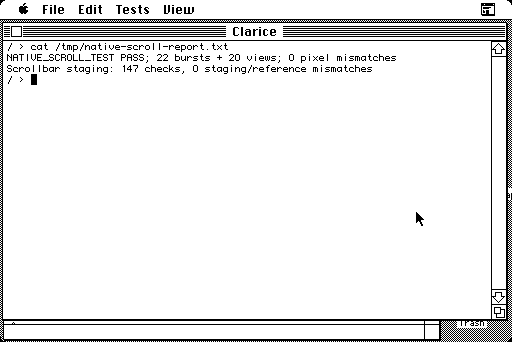 File Edit Tests View
Clarice
/ > cat /tmp/native-scroll-report.txt
NATIVE_SCROLL_TEST PASS; 22 bursts + 20 views; 0 pixel mismatches
Scrollbar staging: 147 checks, 0 staging/reference mismatches
/ >
Trash